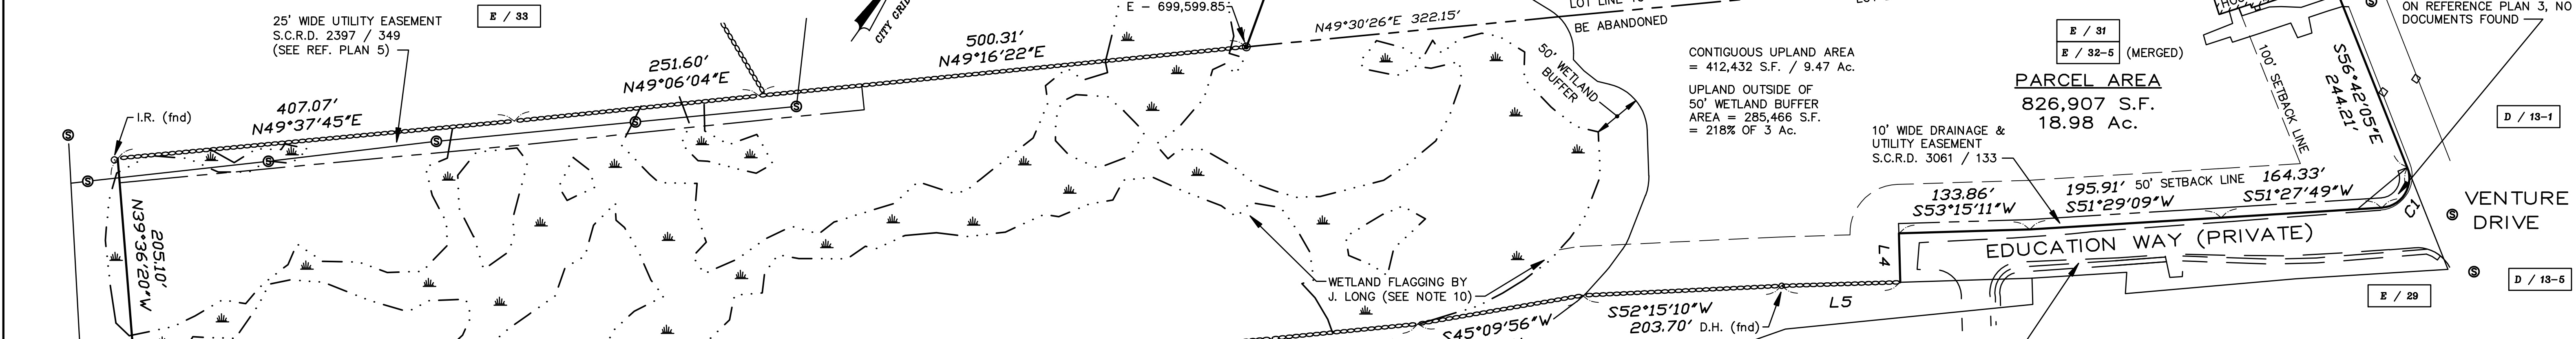 25' WIDE UTILITY EASEMENT
S.C.R.D. 2397 / 349
(SEE REF. PLAN 5)
E / 33
CITY GRID
E - 699,599.85
N49°30'26"E 322.15'
BE ABANDONED
500.31'
N49°16'22"E
251.60'
N49°06'04"E
407.07'
N49°37'45"E
I.R. (fnd)
N39°36'20"W
205.10'
50' WETLAND
BUFFER
CONTIGUOUS UPLAND AREA
= 412,432 S.F. / 9.47 Ac.
UPLAND OUTSIDE OF
50' WETLAND BUFFER
AREA = 285,466 S.F.
= 218% OF 3 Ac.
E / 31
E / 32-5 (MERGED)
PARCEL AREA
826,907 S.F.
18.98 Ac.
10' WIDE DRAINAGE &
UTILITY EASEMENT
S.C.R.D. 3061 / 133
100' SETBACK LINE
S56°42'05"E
244.21'
ON REFERENCE PLAN 3, NO
DOCUMENTS FOUND
D / 13-1
133.86'
S53°15'11"W
195.91'
S51°29'09"W
50' SETBACK LINE
164.33'
S51°27'49"W
C1
VENTURE
DRIVE
EDUCATION WAY (PRIVATE)
L4
L5
WETLAND FLAGGING BY
J. LONG (SEE NOTE 10)
S45°09'56"W
S52°15'10"W
203.70'
D.H. (fnd)
E / 29
D / 13-5
S
S
S
S
S
S
S
S
S